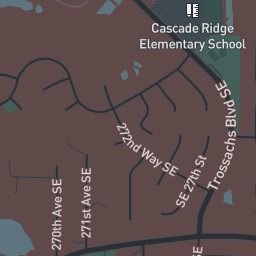 Cascade Ridge
Elementary School
Trossachs Blvd SE
272nd Way SE
SE 27th St
270th Ave SE
271st Ave SE
SE